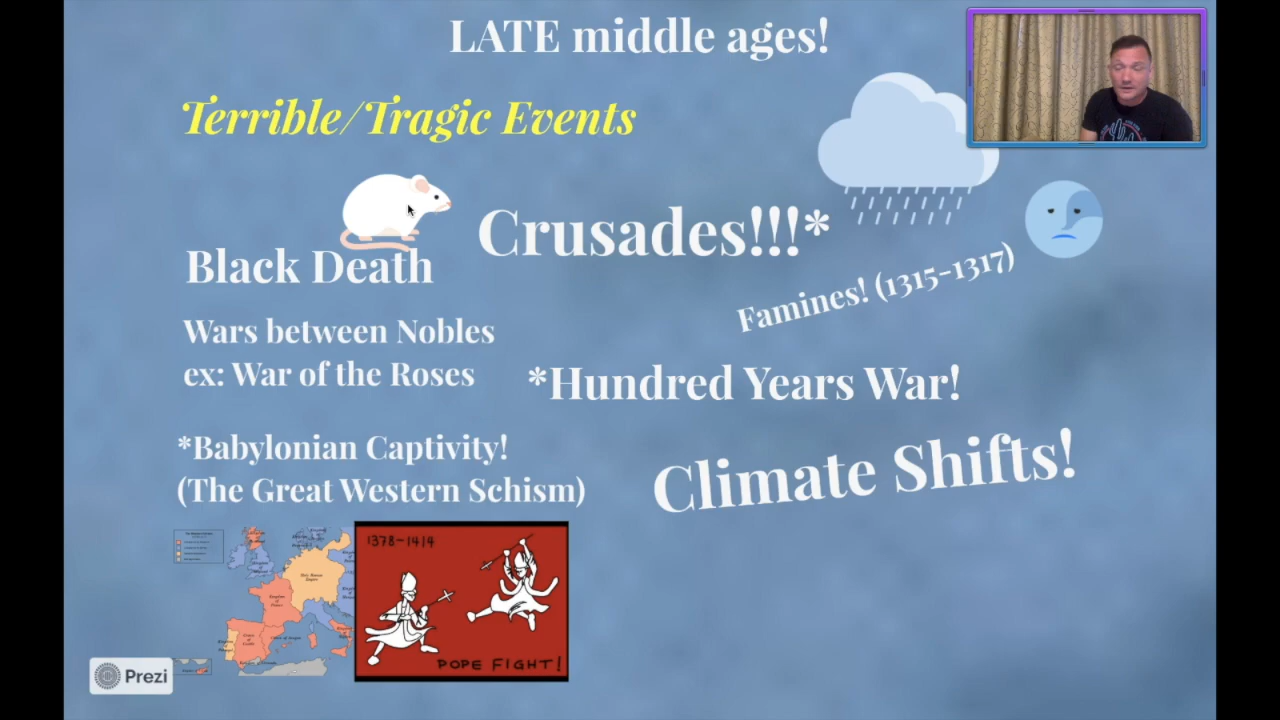 LATE middle ages!
Terrible/Tragic Events
Crusades!!!*
Black Death
Famines! (1315-1317)
Wars between Nobles
ex: War of the Roses
*Hundred Years War!
*Babylonian Captivity!
(The Great Western Schism)
Climate Shifts!
1378-1414
POPE FIGHT!
Prezi